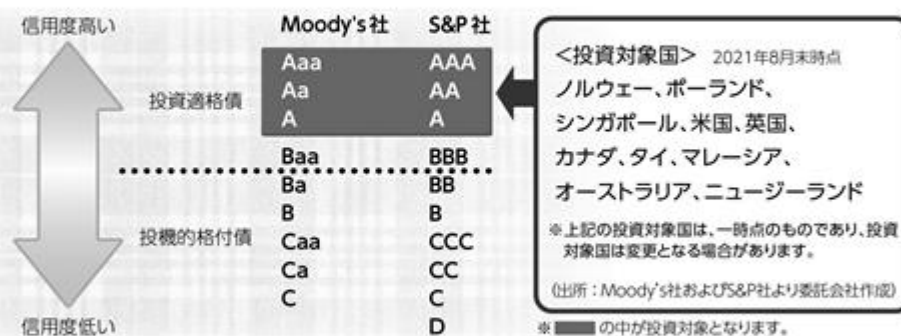 信用度高い
Moody's社 S&P社
Aaa AAA
Aa AA
投資適格債
A A
Baa BBB
Ba BB
B B
投機的格付債
Caa CCC
Ca CC
C C
信用度低い
D
<投資対象国> 2021年8月末時点
ノルウェー、ポーランド、
シンガポール、米国、英国、
カナダ、タイ、マレーシア、
オーストラリア、ニュージーランド
※上記の投資対象国は、一時点のものであり、投資
対象国は変更となる場合があります。
(出所:Moody's社およびS&P社より委託会社作成)
※ の中が投資対象となります。